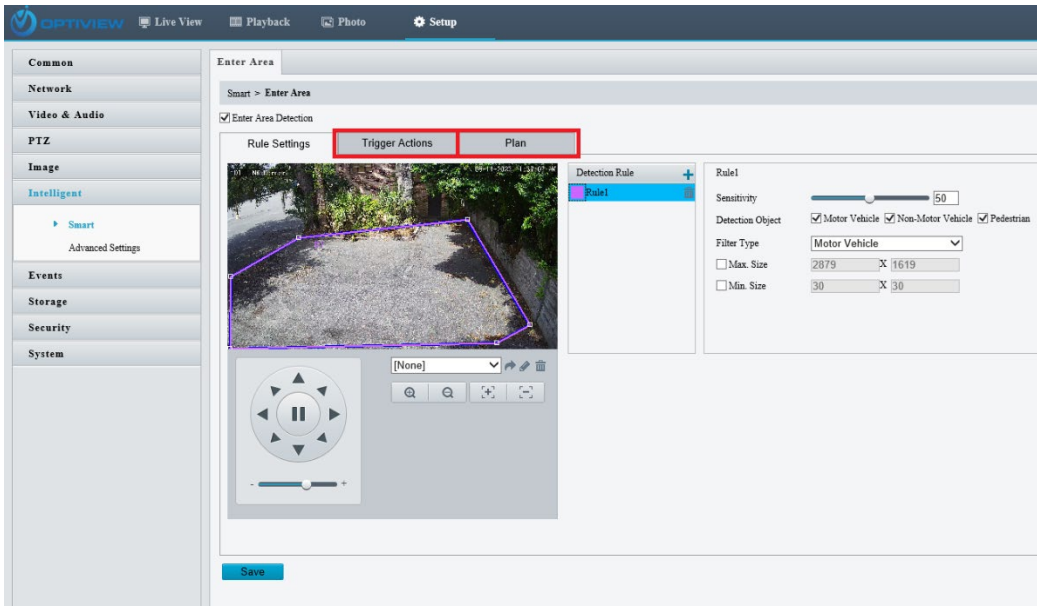 OPTIVIEW Live View Playback Photo Setup
Common
Network
Video & Audio
PTZ
Image
Intelligent
Smart
Advanced Settings
Events
Storage
Security
System
Enter Area
Smart > Enter Area
Enter Area Detection
Rule Settings Trigger Actions Plan
Detection Rule
Rule1
Rule1
Sensitivity 50
Detection Object Motor Vehicle Non-Motor Vehicle Pedestrian
Filter Type Motor Vehicle
Max. Size 2879 X 1619
Min. Size 30 X 30
[None]
- +
Save